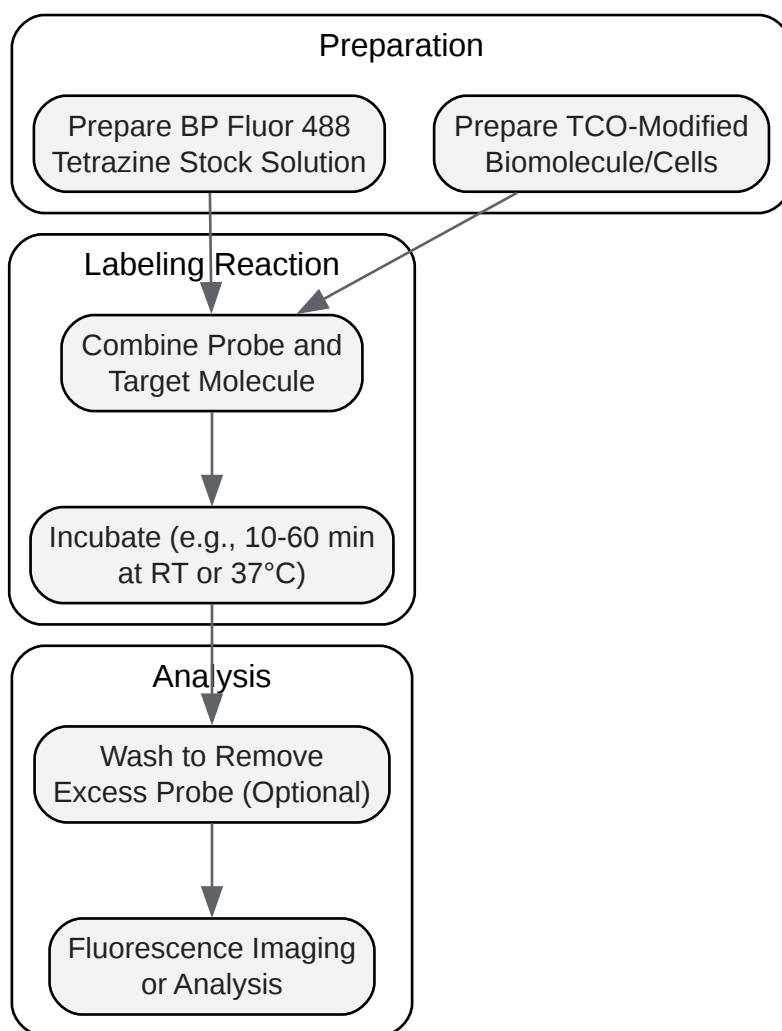 Preparation
Prepare BP Fluor 488
Tetrazine Stock Solution
Prepare TCO-Modified
Biomolecule/Cells
Labeling Reaction
Combine Probe and
Target Molecule
Incubate (e.g., 10-60 min
at RT or 37°C)
Analysis
Wash to Remove
Excess Probe (Optional)
Fluorescence Imaging
or Analysis